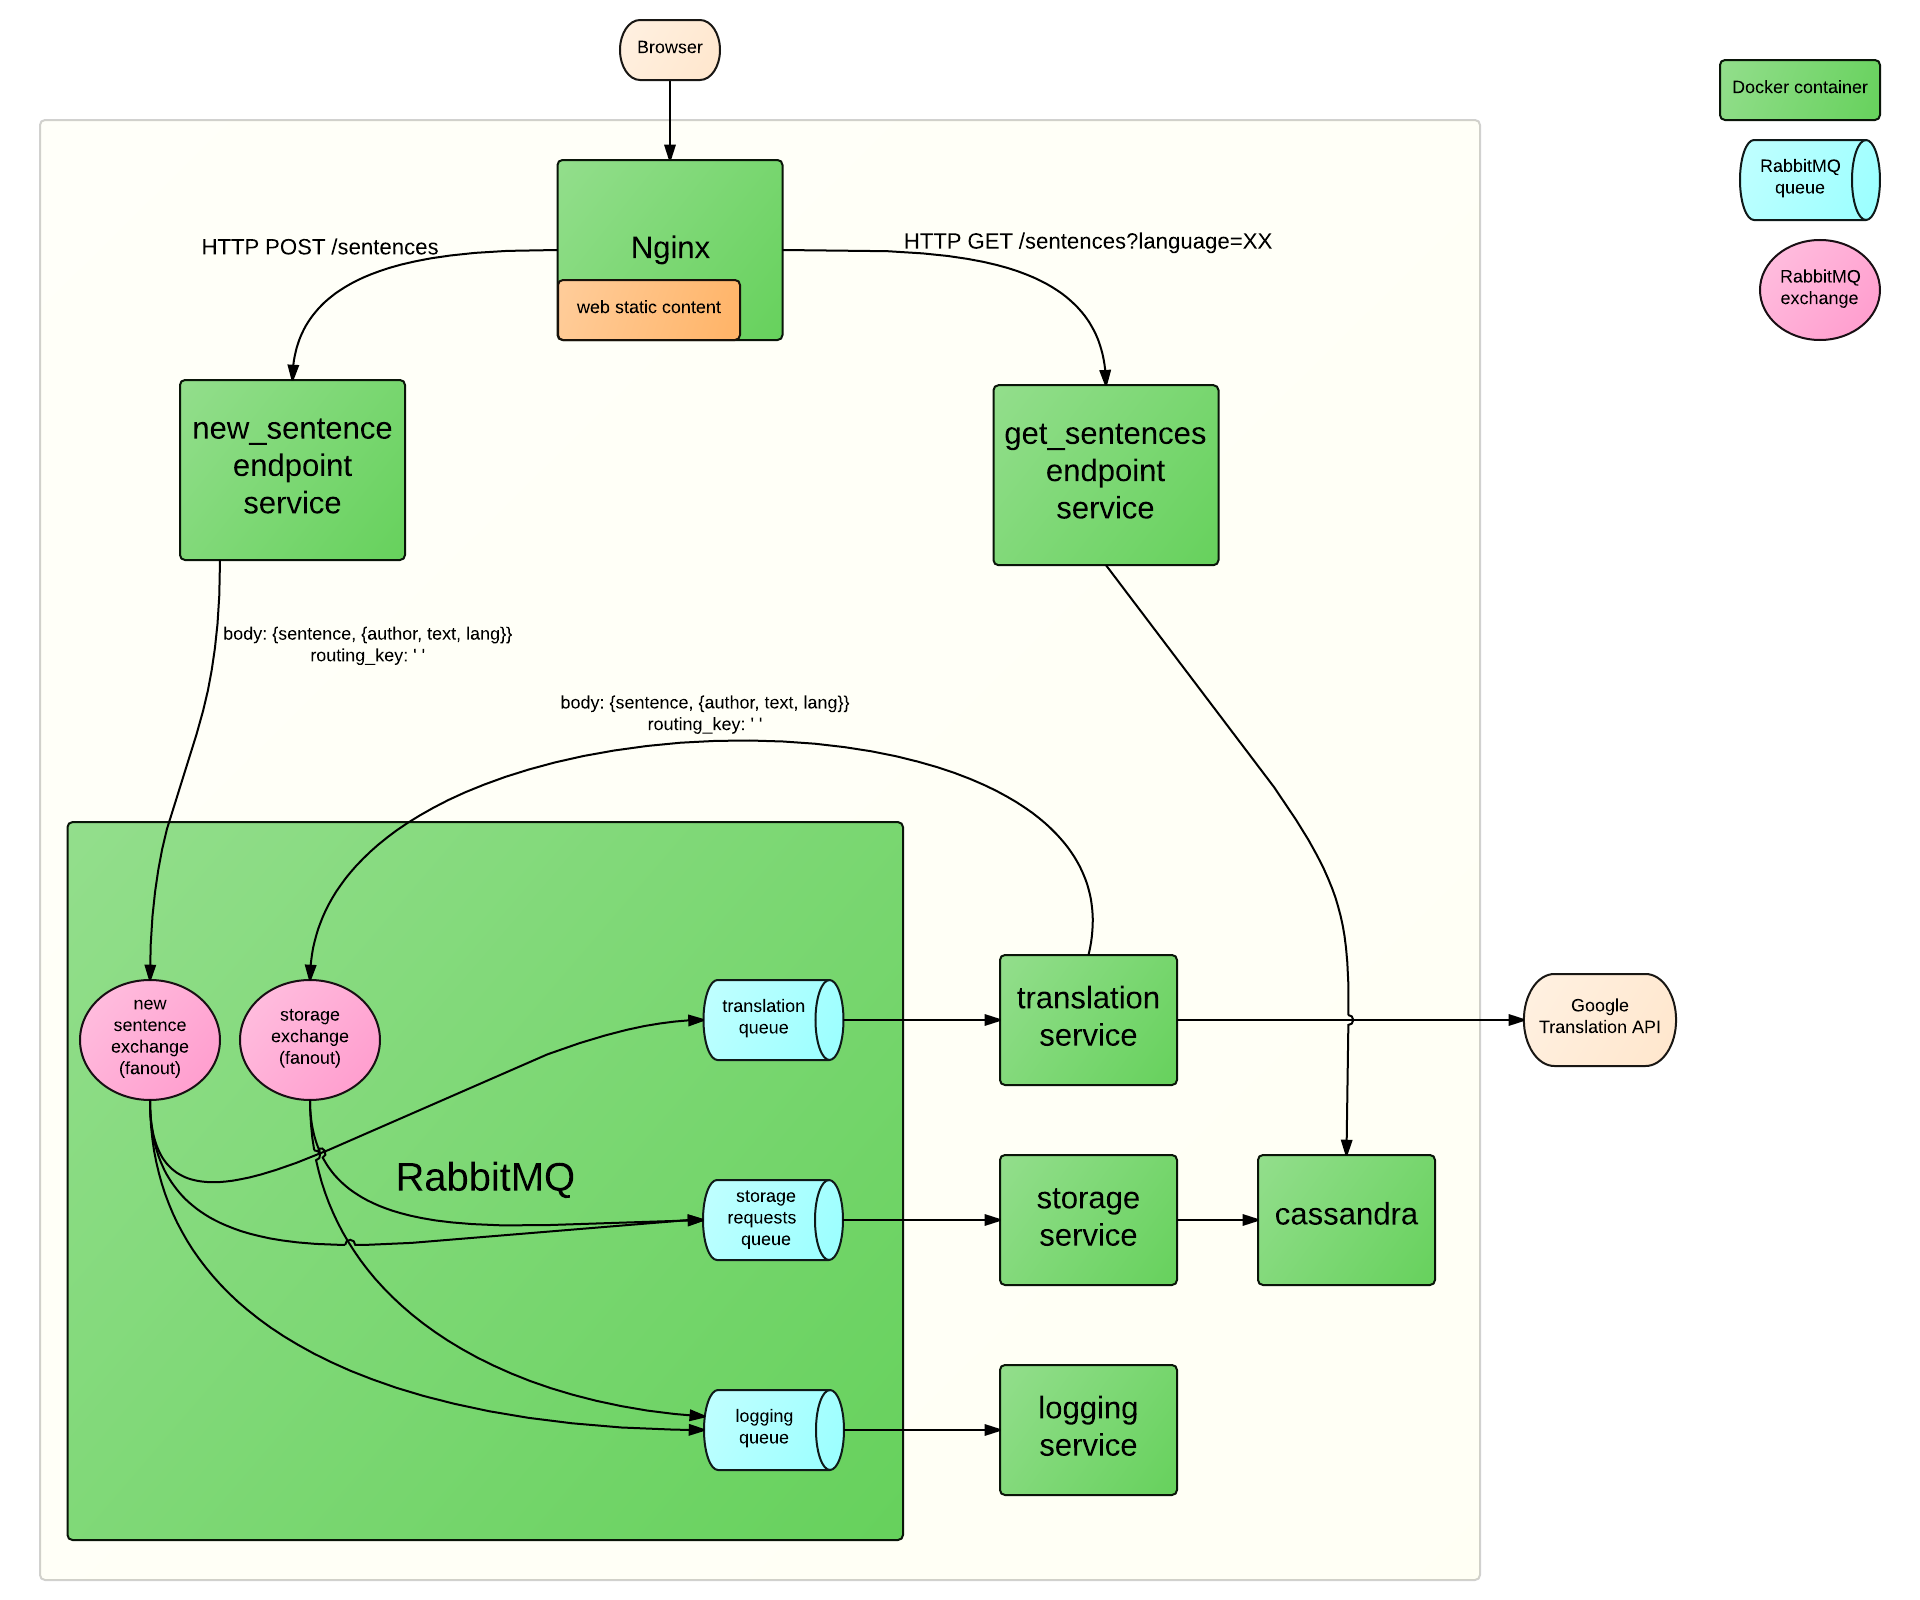 Browser
Docker container
RabbitMQ
queue
RabbitMQ
exchange
HTTP POST /sentences
Nginx
HTTP GET /sentences?language=XX
web static content
new_sentence
endpoint
service
get_sentences
endpoint
service
body: {sentence, {author, text, lang}}
routing_key: ' '
body: {sentence, {author, text, lang}}
routing_key: ' '
new
sentence
exchange
(fanout)
storage
exchange
(fanout)
translation
queue
translation
service
Google
Translation API
RabbitMQ
storage
requests
queue
storage
service
cassandra
logging
queue
logging
service